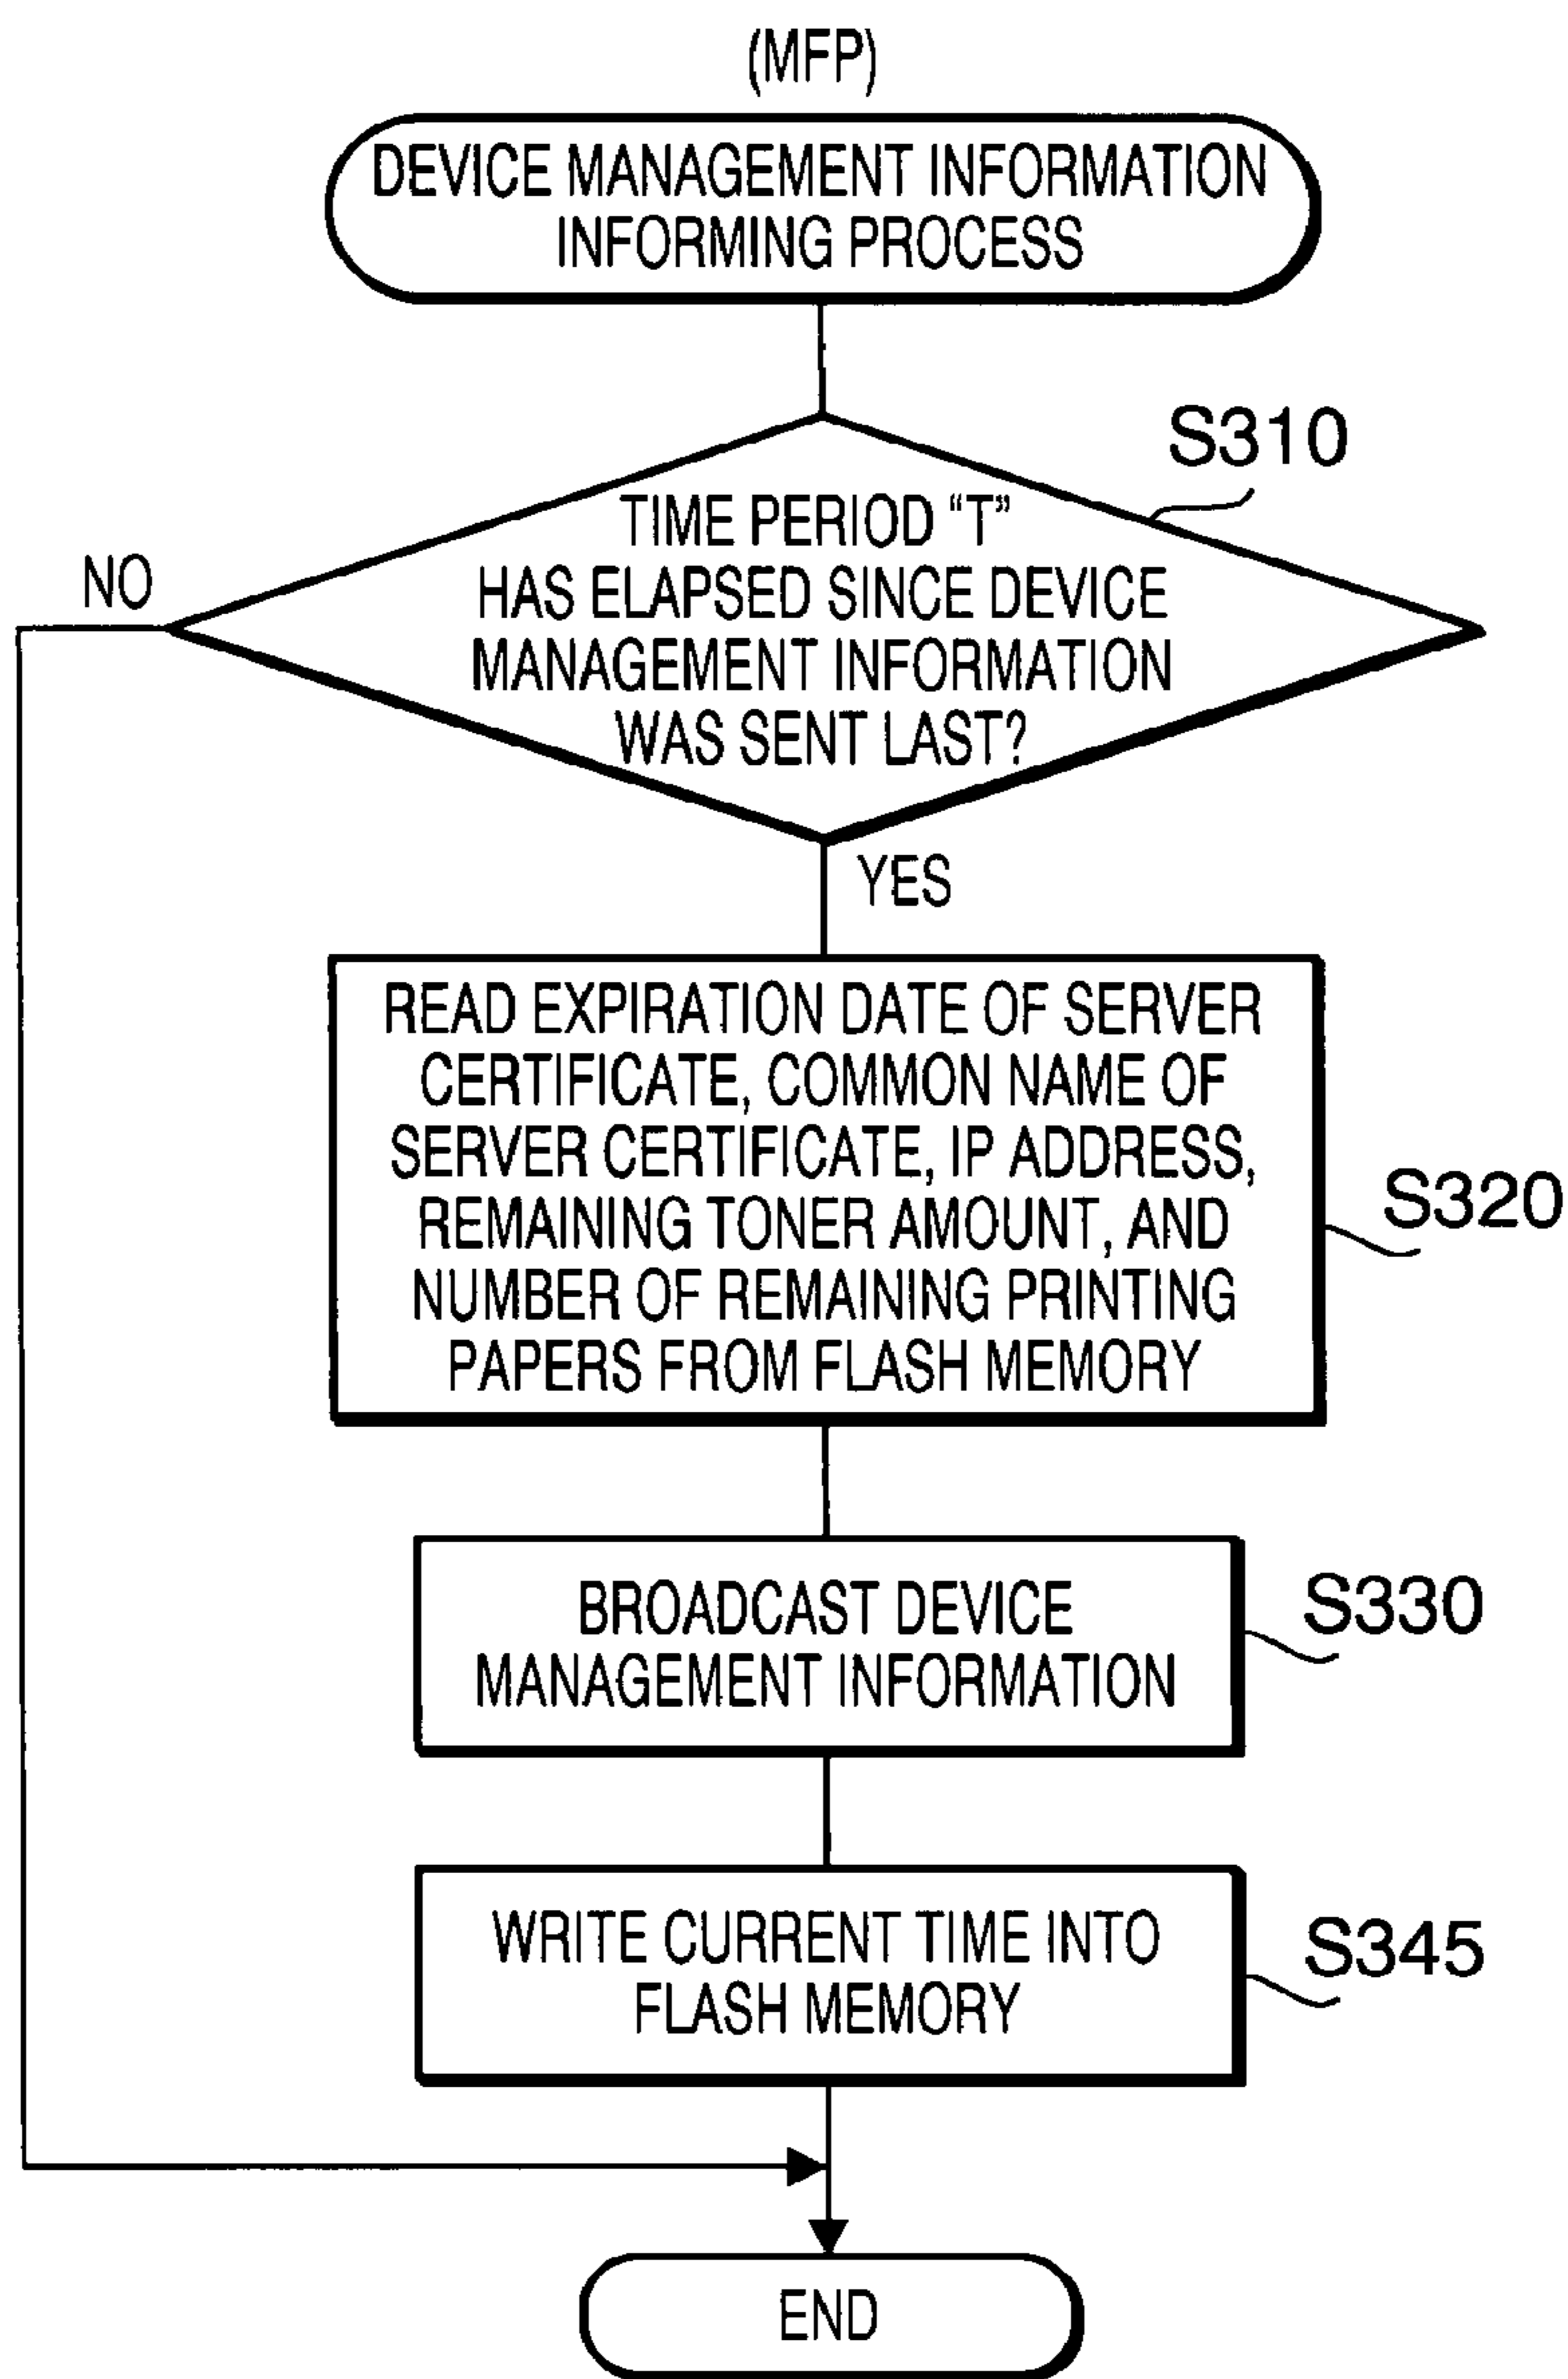 (MFP)
DEVICE MANAGEMENT INFORMATION
INFORMING PROCESS
S310
TIME PERIOD “T”
HAS ELAPSED SINCE DEVICE
MANAGEMENT INFORMATION
WAS SENT LAST?
NO
YES
READ EXPIRATION DATE OF SERVER
CERTIFICATE, COMMON NAME OF
SERVER CERTIFICATE, IP ADDRESS,
REMAINING TONER AMOUNT, AND
NUMBER OF REMAINING PRINTING
PAPERS FROM FLASH MEMORY
S320
BROADCAST DEVICE
MANAGEMENT INFORMATION
S330
WRITE CURRENT TIME INTO
FLASH MEMORY
S345
END